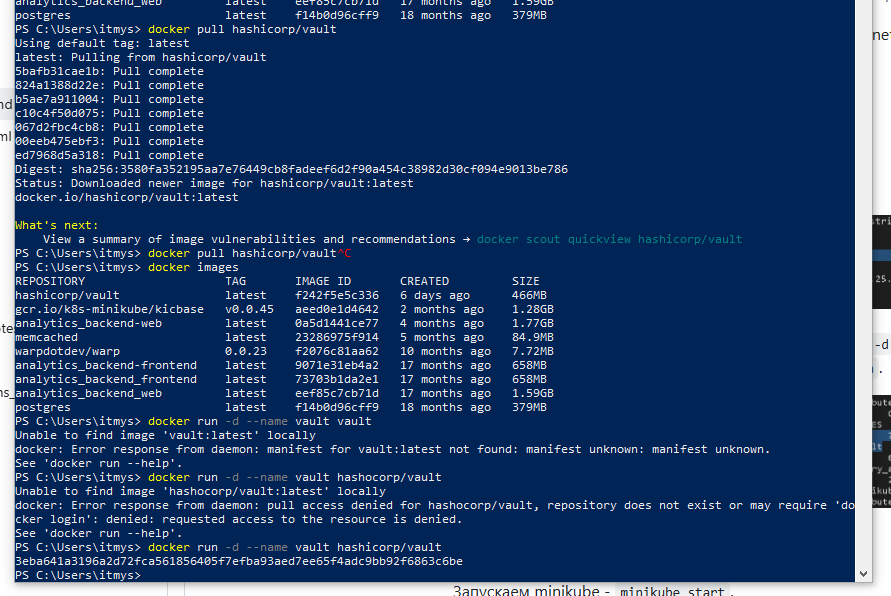 analytics_backend_web latest eef85c7cb71d 17 months ago 1.59GB
postgres latest f14b0d96cff9 18 months ago 379MB
PS C:\Users\itmys> docker pull hashicorp/vault
Using default tag: latest
latest: Pulling from hashicorp/vault
5bafb31cae1b: Pull complete
824a1388d22e: Pull complete
b5ae7a911004: Pull complete
c10c4f50d075: Pull complete
067d2fbc4cb8: Pull complete
00eeb475ebf3: Pull complete
ed7968d5a318: Pull complete
Digest: sha256:3580fa352195aa7e76449cb8fadeef6d2f90a454c38982d30cf094e9013be786
Status: Downloaded newer image for hashicorp/vault:latest
docker.io/hashicorp/vault:latest
What's next:
View a summary of image vulnerabilities and recommendations → docker scout quickview hashicorp/vault
PS C:\Users\itmys> docker pull hashicorp/vault^C
PS C:\Users\itmys> docker images
REPOSITORY TAG IMAGE ID CREATED SIZE
hashicorp/vault latest f242f5e5c336 6 days ago 466MB
gcr.io/k8s-minikube/kicbase v0.0.45 aeed0e1d4642 2 months ago 1.28GB
analytics_backend-web latest 0a5d1441ce77 4 months ago 1.77GB
memcached latest 23286975f914 5 months ago 84.9MB
warpdotdev/warp 0.0.23 f2076c81aa62 10 months ago 7.72MB
analytics_backend-frontend latest 9071e31eb4a2 17 months ago 658MB
analytics_backend_frontend latest 73703b1da2e1 17 months ago 658MB
analytics_backend_web latest eef85c7cb71d 17 months ago 1.59GB
postgres latest f14b0d96cff9 18 months ago 379MB
PS C:\Users\itmys> docker run -d --name vault vault
Unable to find image 'vault:latest' locally
docker: Error response from daemon: manifest for vault:latest not found: manifest unknown: manifest unknown.
See 'docker run --help'.
PS C:\Users\itmys> docker run -d --name vault hashocorp/vault
Unable to find image 'hashocorp/vault:latest' locally
docker: Error response from daemon: pull access denied for hashocorp/vault, repository does not exist or may require 'do
cker login': denied: requested access to the resource is denied.
See 'docker run --help'.
PS C:\Users\itmys> docker run -d --name vault hashicorp/vault
3eba641a3196a2d72fca561856405f7efba93aed7ee65f4adc9bb92f6863c6be
PS C:\Users\itmys>
Запускаем minikube - minikube start.